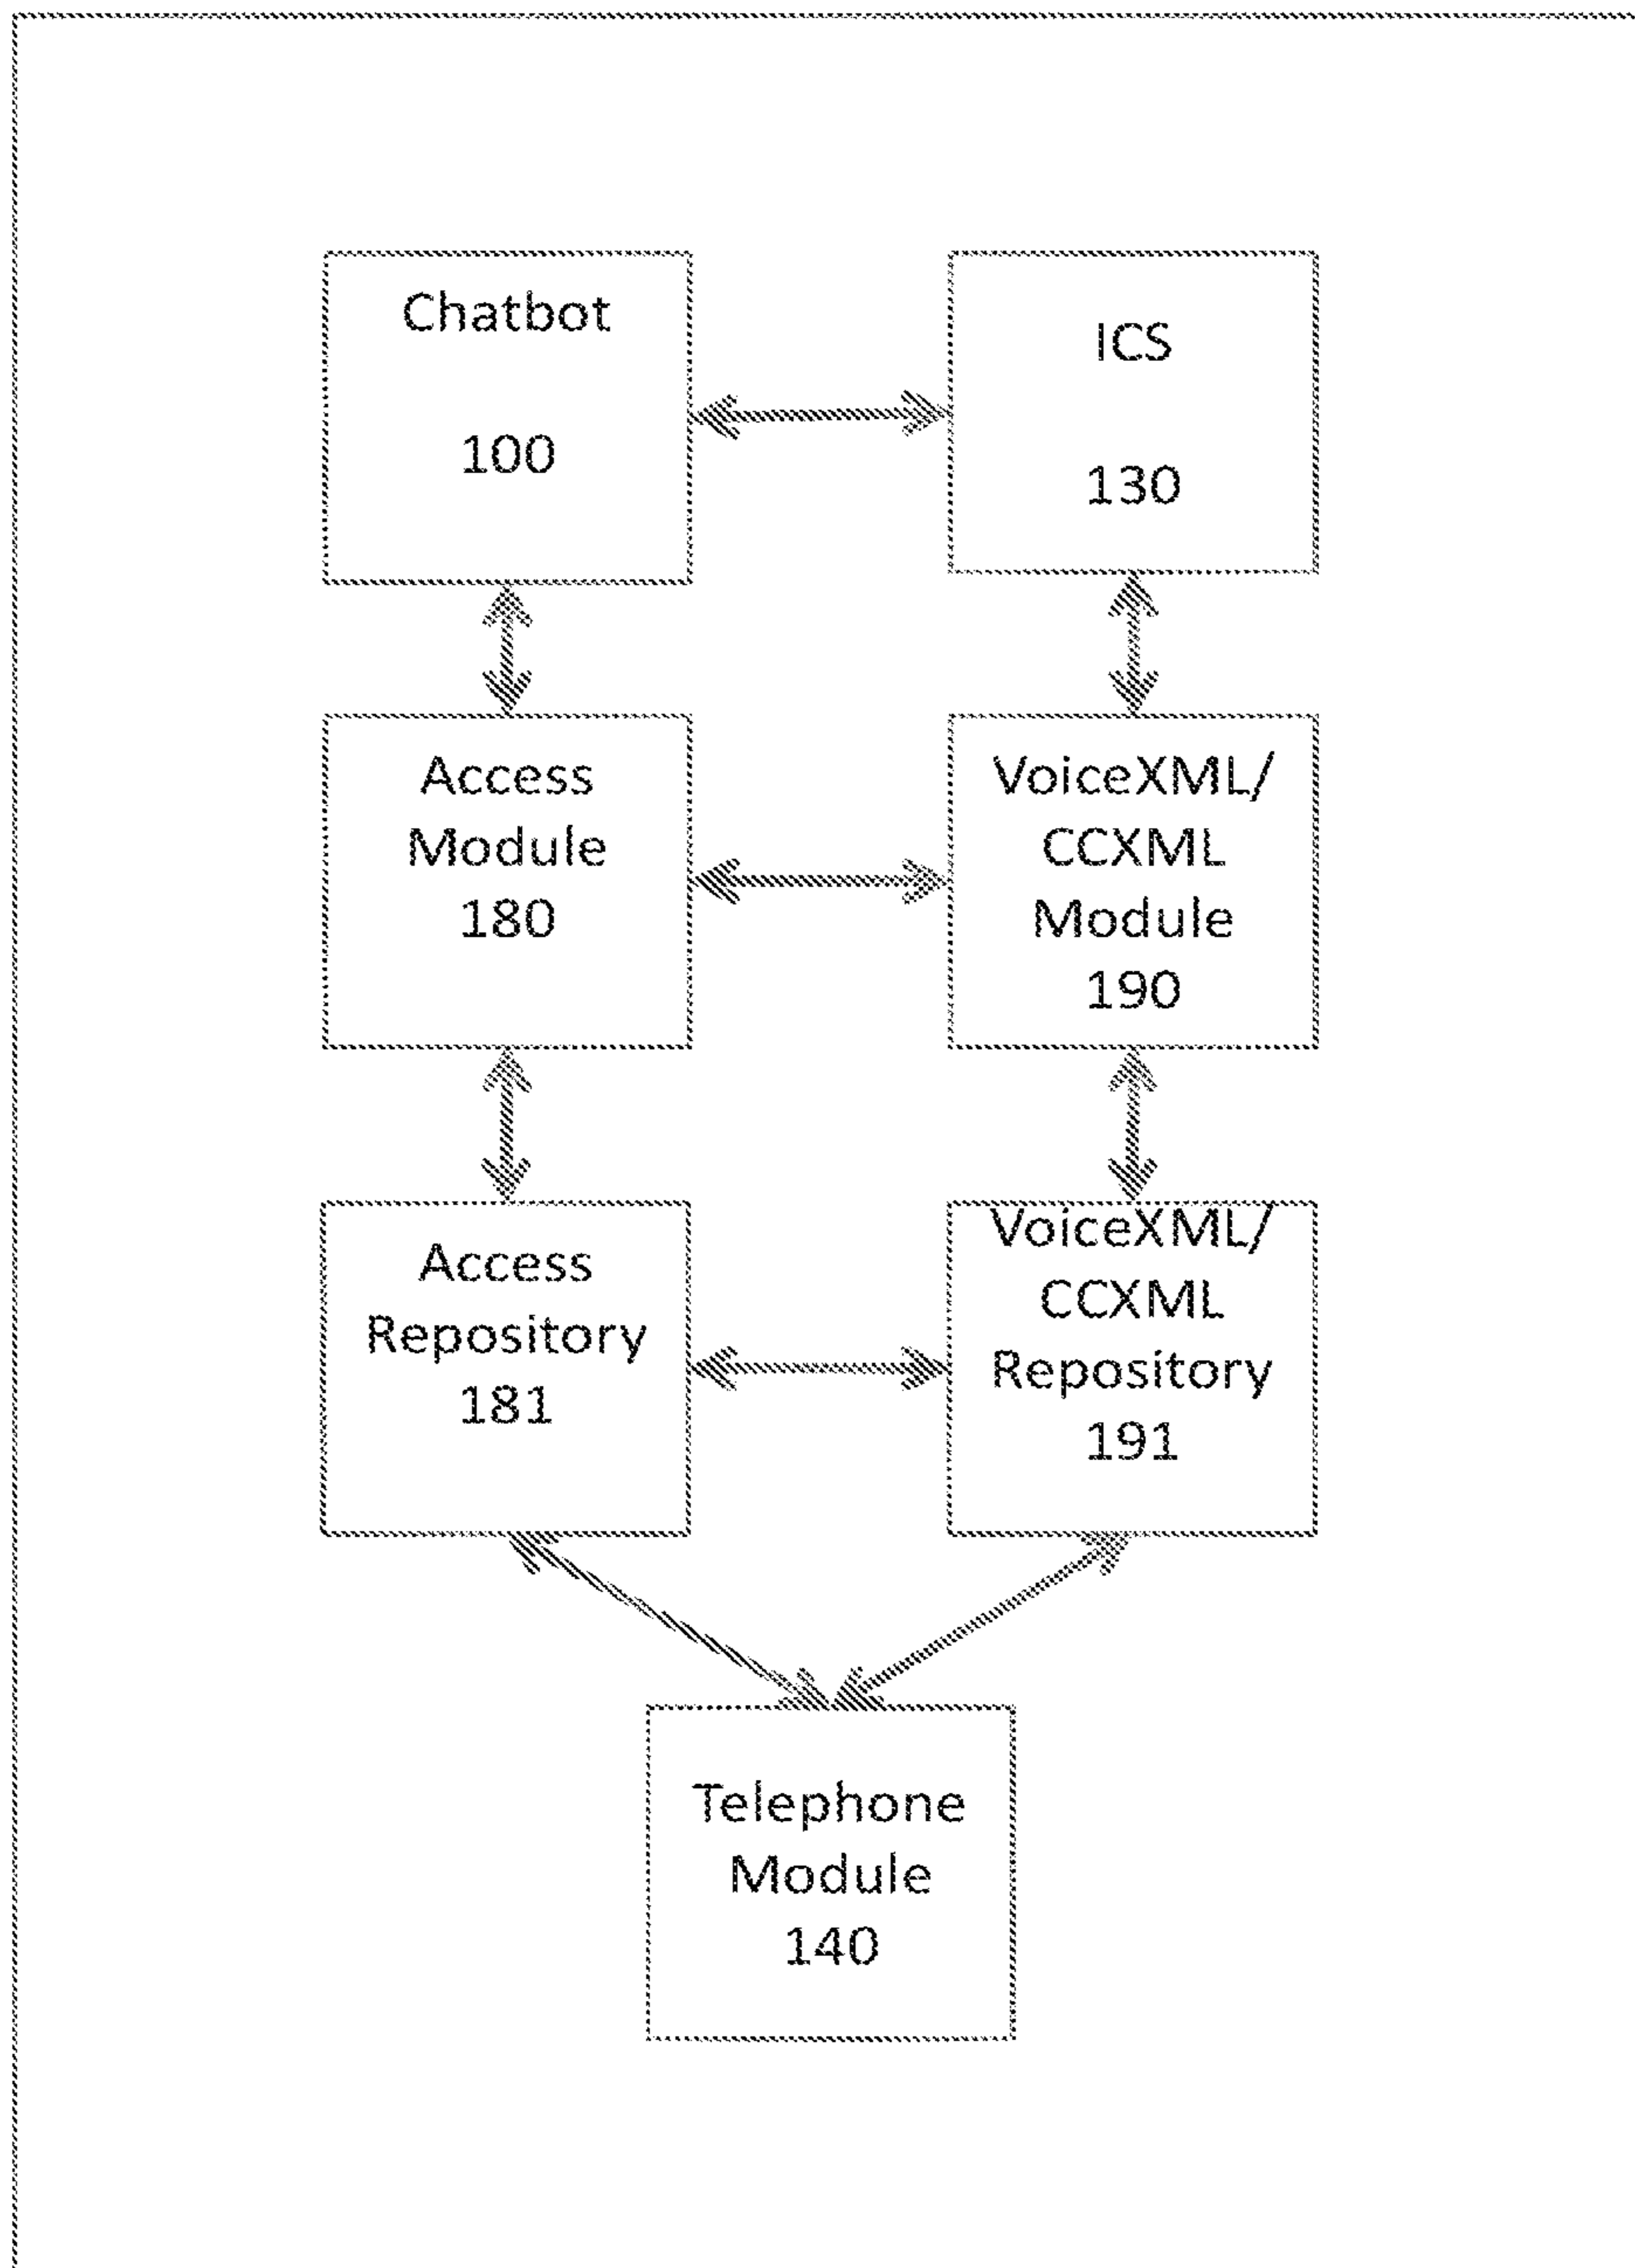 Chatbot
100
ICS
130
Access
Module
180
VoiceXML/
CCXML
Module
190
Access
Repository
181
VoiceXML/
CCXML
Repository
191
Telephone
Module
140